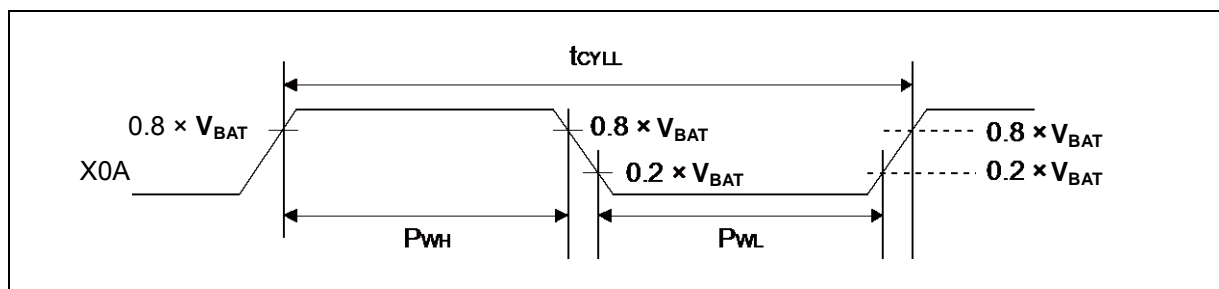 tCYLL
0.8 × VBAT
0.8 × VBAT
0.8 × VBAT
X0A
0.2 × VBAT
0.2 × VBAT
PWH
PWL